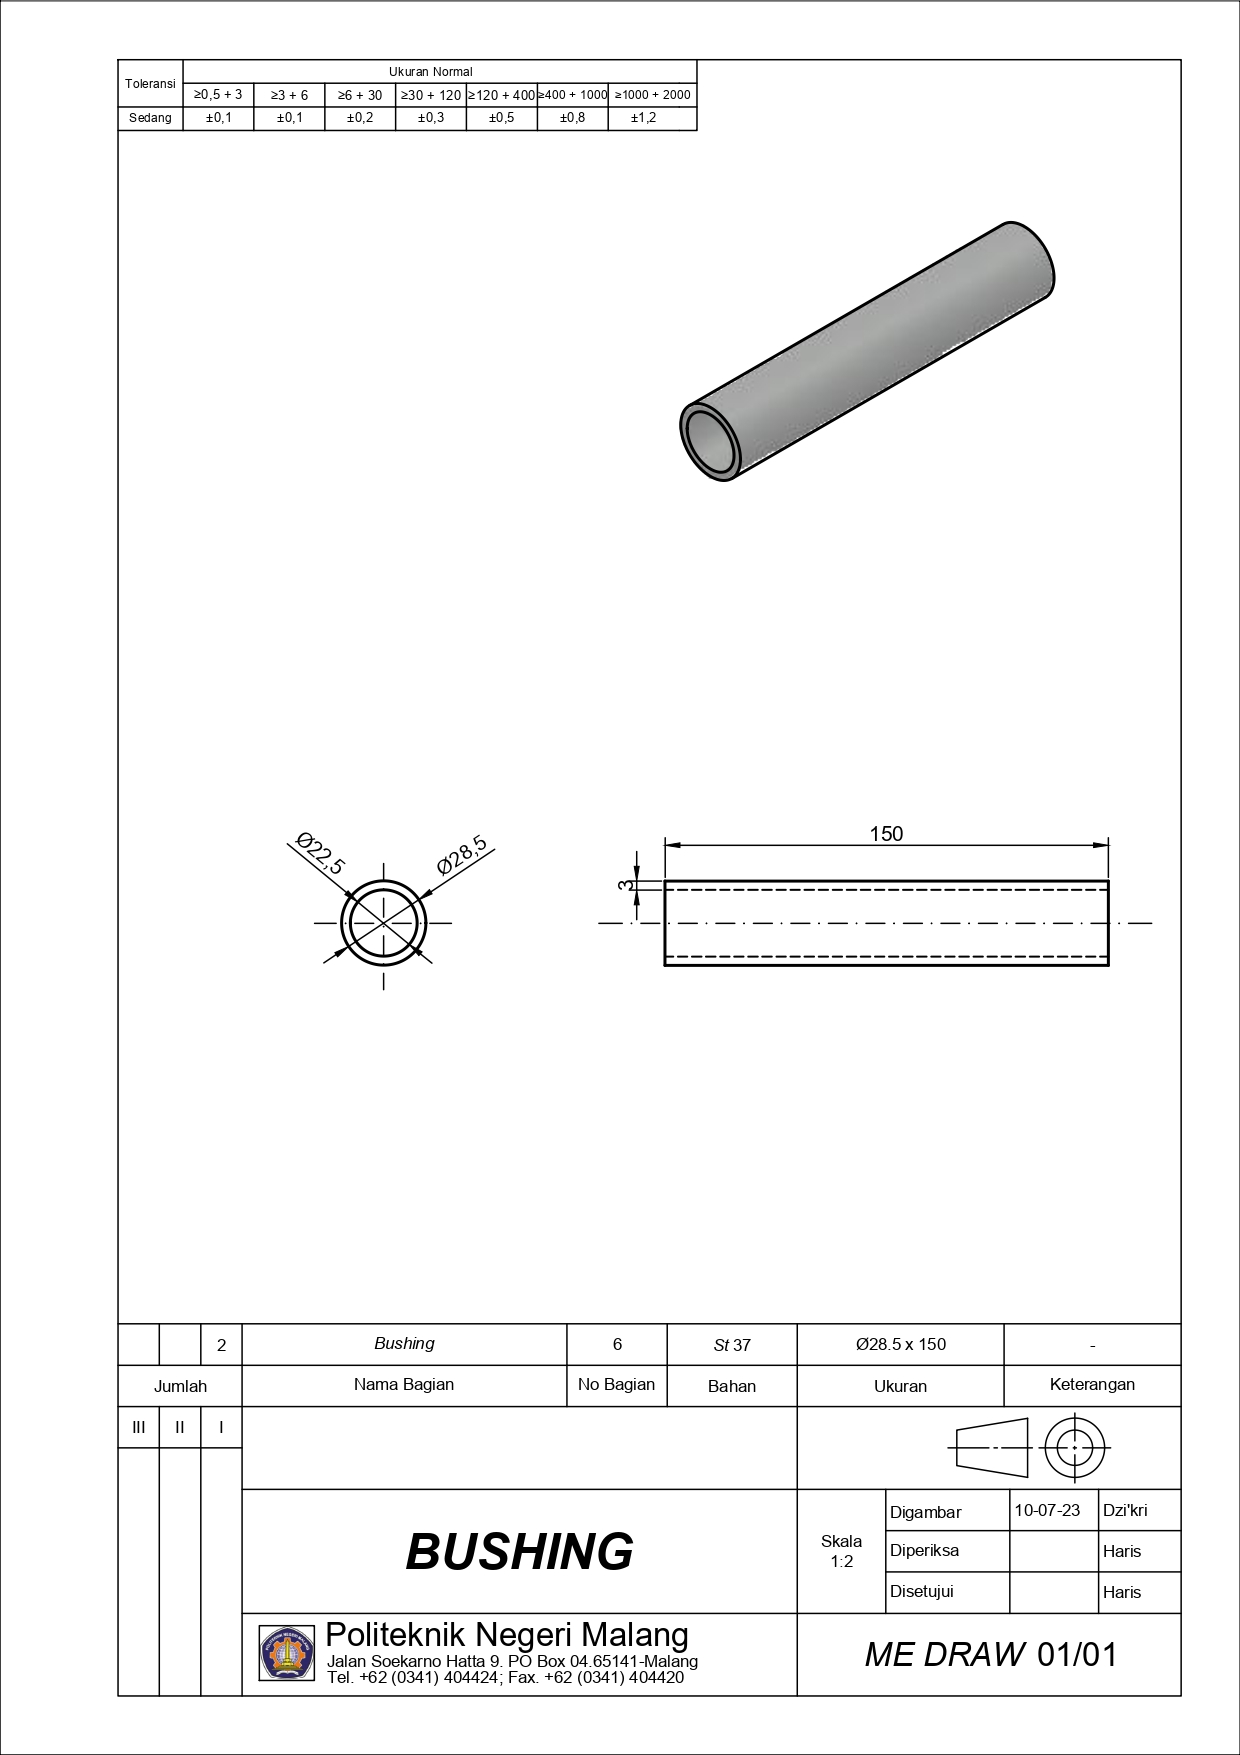 Toleransi
Ukuran Normal
≥0,5 + 3 ≥3 + 6 ≥6 + 30 ≥30 + 120 ≥120 + 400 ≥400 + 1000 ≥1000 + 2000
Sedang ±0,1 ±0,1 ±0,2 ±0,3 ±0,5 ±0,8 ±1,2
Ø22,5
Ø28,5
150
3
2 Bushing 6 St 37 Ø28.5 x 150 -
Jumlah Nama Bagian No Bagian Bahan Ukuran Keterangan
III II I
BUSHING
Skala
1:2
Digambar 10-07-23 Dzi'kri
Diperiksa Haris
Disetujui Haris
POLITEKNIK NEGERI MALANG
Politeknik Negeri Malang
Jalan Soekarno Hatta 9. PO Box 04.65141-Malang
Tel. +62 (0341) 404424; Fax. +62 (0341) 404420
ME DRAW 01/01